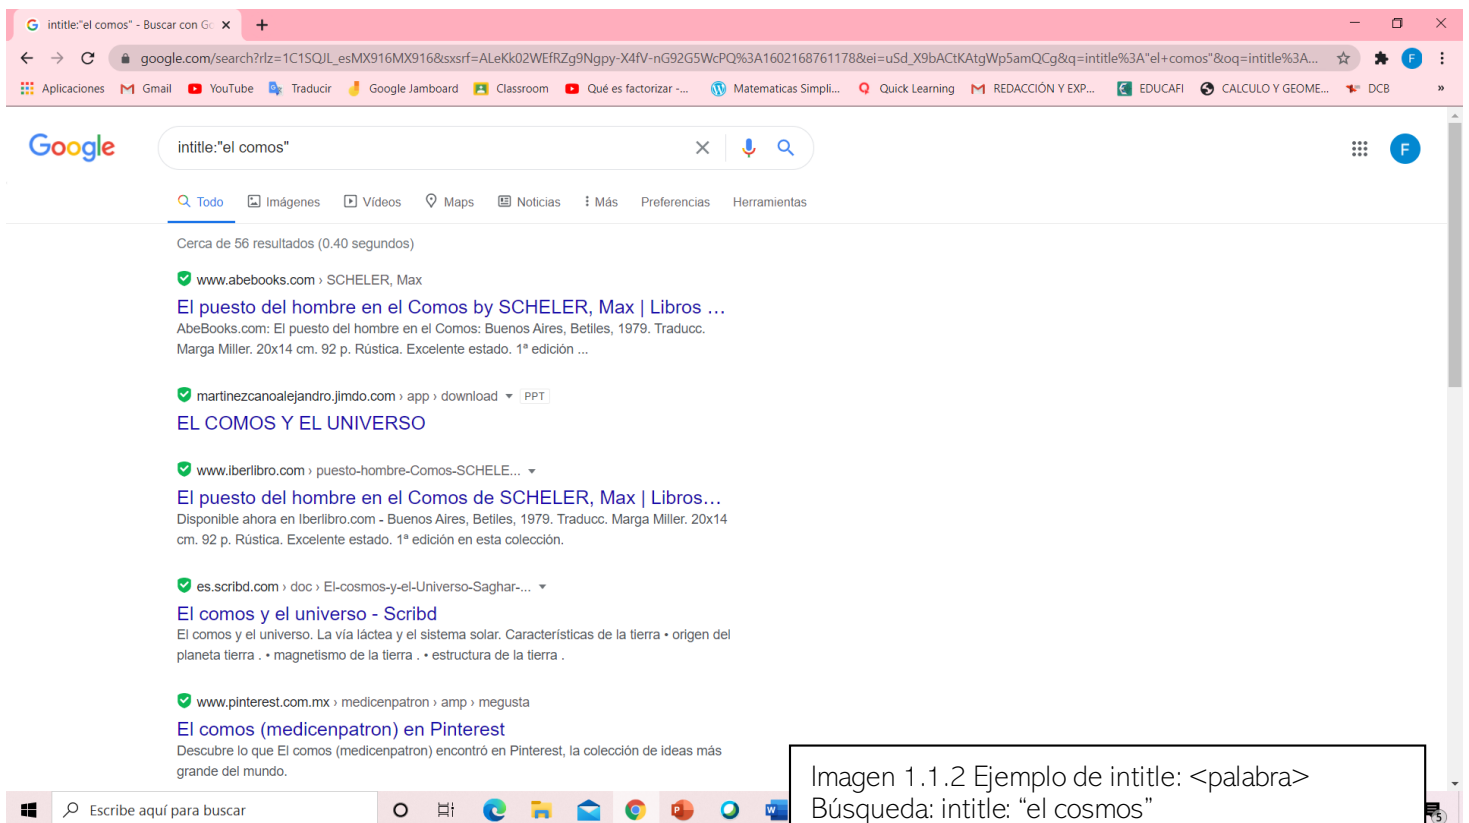 intitle:"el comos" - Buscar con Go
google.com/search?rlz=1C1SQJL_esMX916MX916&sxsrf=ALeKk02WEfRZg9Ngpy-X4fV-nG92G5WcPQ%3A1602168761178&ei=uSd_X9bACtKAtgWp5amQCg&q=intitle%3A"el+comos"&oq=intitle%3A...
F
Aplicaciones Gmail YouTube Traducir Google Jamboard Classroom Qué es factorizar -... Matematicas Simpli... Quick Learning REDACCIÓN Y EXP... EDUCAFI CALCULO Y GEOME... DCB »
Google
intitle:"el comos"
F
Todo Imágenes Vídeos Maps Noticias Más Preferencias Herramientas
Cerca de 56 resultados (0.40 segundos)
www.abebooks.com › SCHELER, Max
El puesto del hombre en el Comos by SCHELER, Max | Libros ...
AbeBooks.com: El puesto del hombre en el Comos: Buenos Aires, Betiles, 1979. Traducc.
Marga Miller. 20x14 cm. 92 p. Rústica. Excelente estado. 1ª edición ...
martinezcanoalejandro.jimdo.com › app › download PPT
EL COMOS Y EL UNIVERSO
www.iberlibro.com › puesto-hombre-Comos-SCHELE...
El puesto del hombre en el Comos de SCHELER, Max | Libros...
Disponible ahora en Iberlibro.com - Buenos Aires, Betiles, 1979. Traducc. Marga Miller. 20x14
cm. 92 p. Rústica. Excelente estado. 1ª edición en esta colección.
es.scribd.com › doc › El-cosmos-y-el-Universo-Saghar-...
El comos y el universo - Scribd
El comos y el universo. La vía láctea y el sistema solar. Características de la tierra • origen del
planeta tierra . • magnetismo de la tierra . • estructura de la tierra .
www.pinterest.com.mx › medicenpatron › amp › megusta
El comos (medicenpatron) en Pinterest
Descubre lo que El comos (medicenpatron) encontró en Pinterest, la colección de ideas más
grande del mundo.
Imagen 1.1.2 Ejemplo de intitle: <palabra>
Búsqueda: intitle: “el cosmos”
Escribe aquí para buscar
5